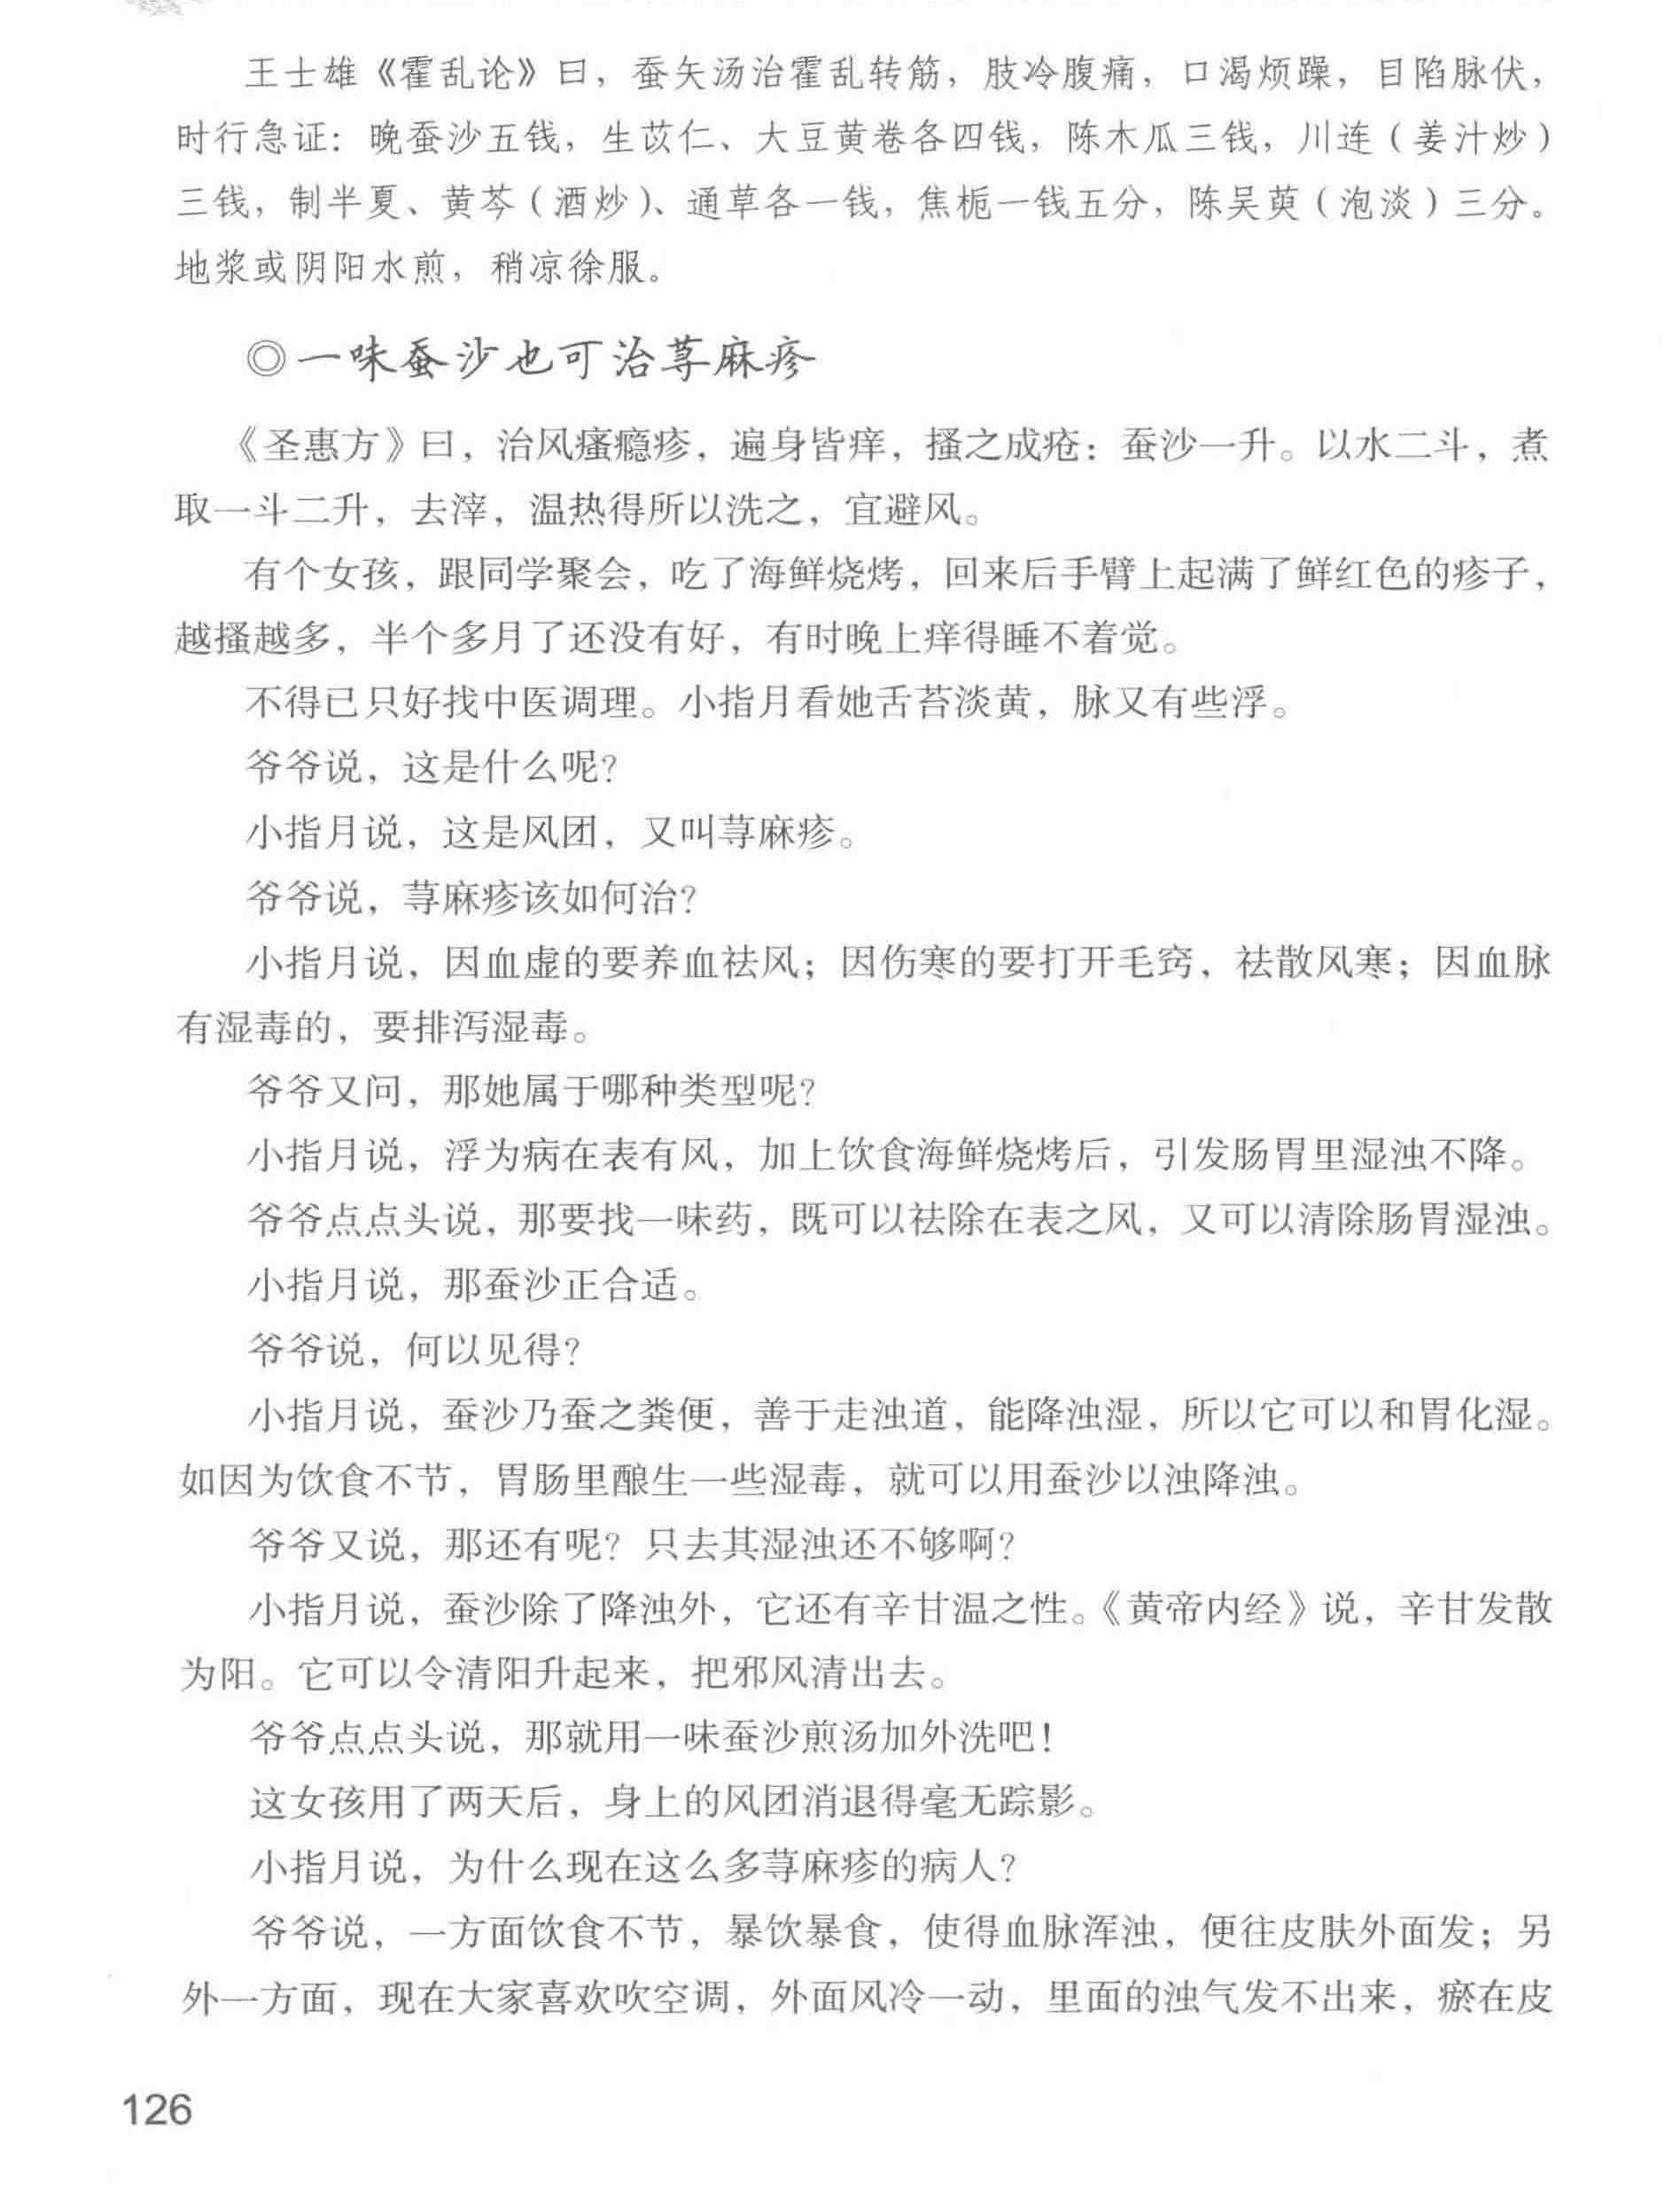 王士雄《霍乱论》曰，蚕矢汤治霍乱转筋，肢冷腹痛，口渴烦躁，目陷脉伏，
时行急证：晚蚕沙五钱，生苡仁、大豆黄卷各四钱，陈木瓜三钱，川连（姜汁炒）
三钱，制半夏、黄芩（酒炒）、通草各一钱，焦栀一钱五分，陈吴萸（泡淡）三分。
地浆或阴阳水煎，稍凉徐服。
◎一味蚕沙也可治荨麻疹
《圣惠方》曰，治风瘙瘾疹，遍身皆痒，搔之成疮：蚕沙一升。以水二斗，煮
取一斗二升，去滓，温热得所以洗之，宜避风。
有个女孩，跟同学聚会，吃了海鲜烧烤，回来后手臂上起满了鲜红色的疹子，
越搔越多，半个多月了还没有好，有时晚上痒得睡不着觉。
不得已只好找中医调理。小指月看她舌苔淡黄，脉又有些浮。
爷爷说，这是什么呢？
小指月说，这是风团，又叫荨麻疹。
爷爷说，荨麻疹该如何治？
小指月说，因血虚的要养血祛风；因伤寒的要打开毛窍，祛散风寒；因血脉
有湿毒的，要排泻湿毒。
爷爷又问，那她属于哪种类型呢？
小指月说，浮为病在表有风，加上饮食海鲜烧烤后，引发肠胃里湿浊不降。
爷爷点点头说，那要找一味药，既可以祛除在表之风，又可以清除肠胃湿浊。
小指月说，那蚕沙正合适。
爷爷说，何以见得？
小指月说，蚕沙乃蚕之粪便，善于走浊道，能降浊湿，所以它可以和胃化湿。
如因为饮食不节，胃肠里酿生一些湿毒，就可以用蚕沙以浊降浊。
爷爷又说，那还有呢？只去其湿浊还不够啊？
小指月说，蚕沙除了降浊外，它还有辛甘温之性。《黄帝内经》说，辛甘发散
为阳。它可以令清阳升起来，把邪风清出去。
爷爷点点头说，那就用一味蚕沙煎汤加外洗吧！
这女孩用了两天后，身上的风团消退得毫无踪影。
小指月说，为什么现在这么多荨麻疹的病人？
爷爷说，一方面饮食不节，暴饮暴食，使得血脉浑浊，便往皮肤外面发；另
外一方面，现在大家喜欢吹空调，外面风冷一动，里面的浊气发不出来，瘀在皮
126